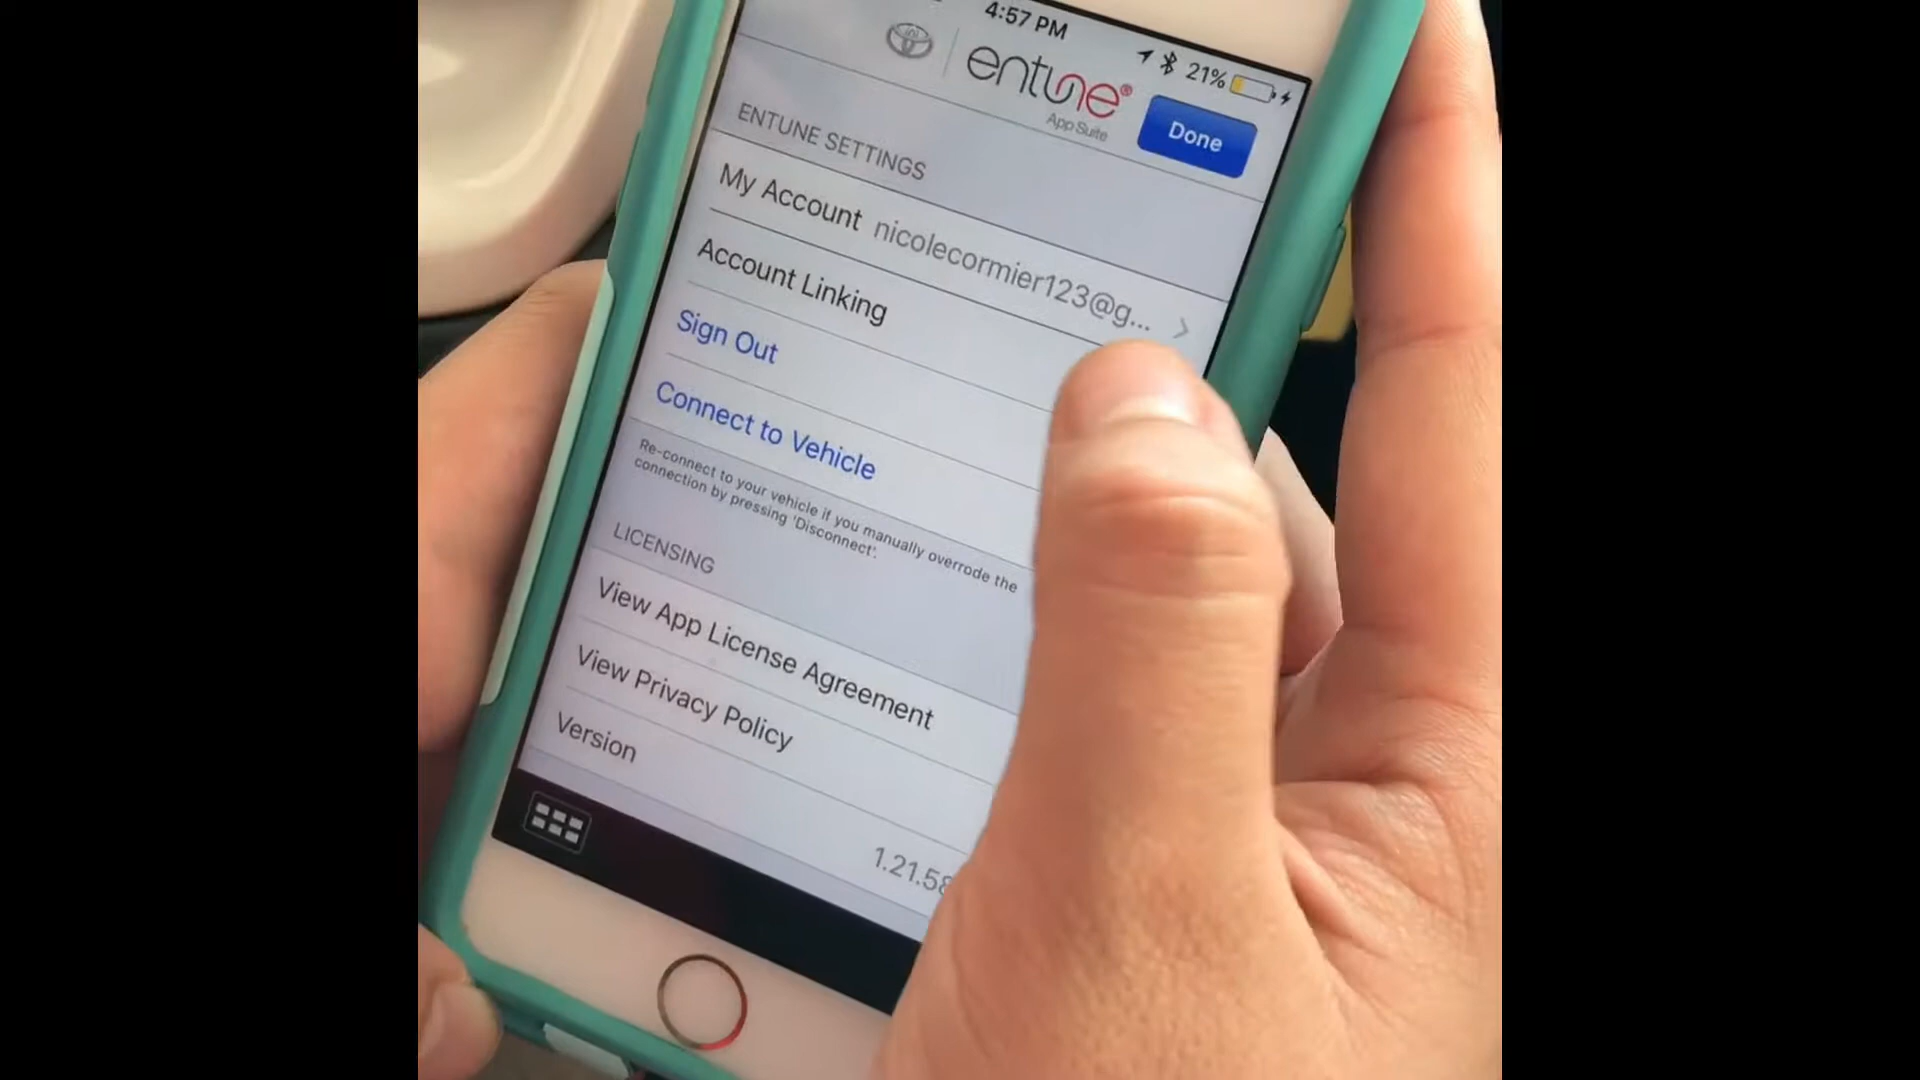 4:57 PM
21%
entune®
App Suite
Done
ENTUNE SETTINGS
My Account nicolecormier123@g...
Account Linking
Sign Out
Connect to Vehicle
Re-connect to your vehicle if you manually overrode the
connection by pressing 'Disconnect'.
LICENSING
View App License Agreement
View Privacy Policy
Version
1.21.58